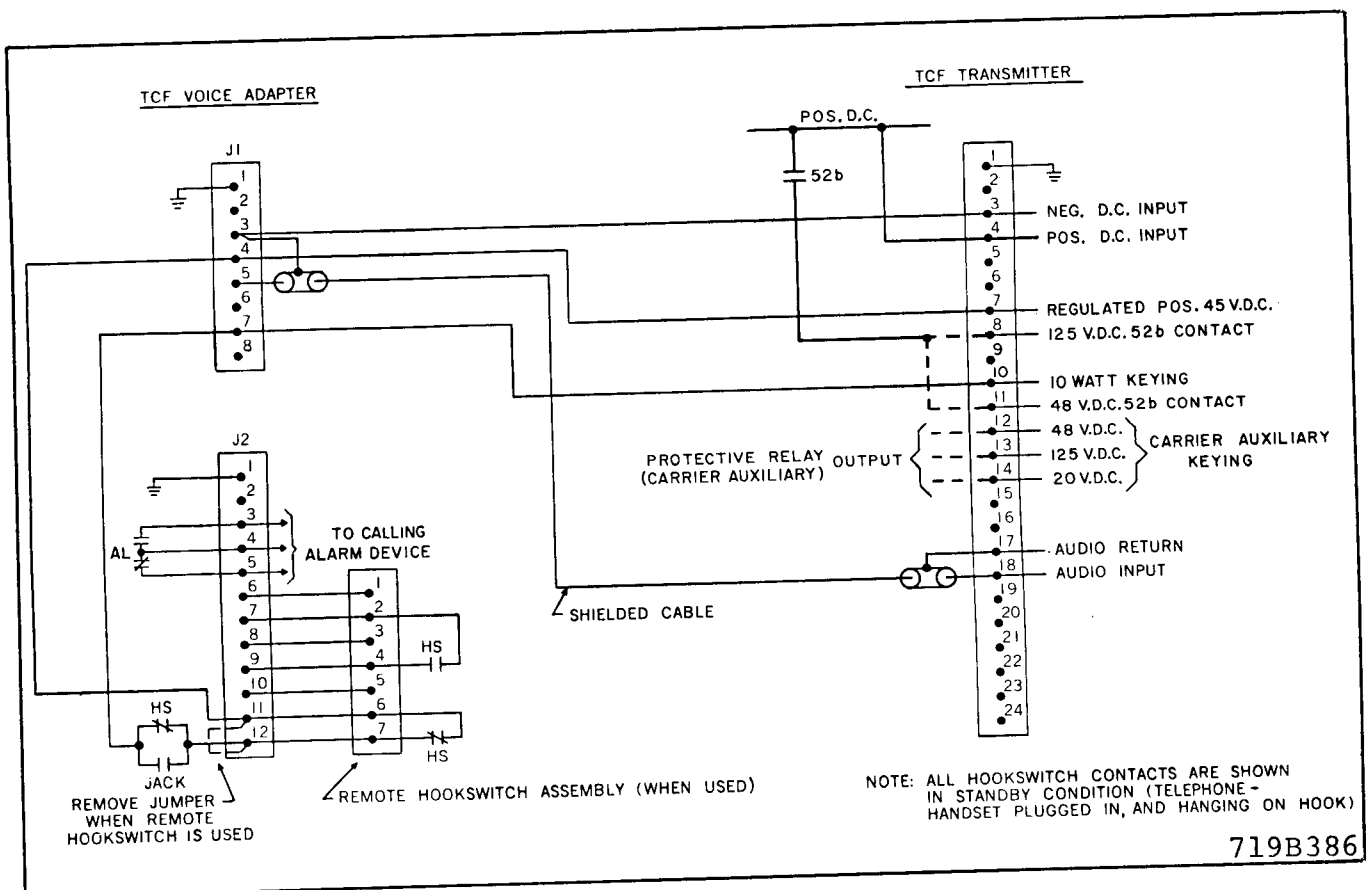 TCF VOICE ADAPTER
TCF TRANSMITTER
POS. D.C.
52b
J1
1
2
3
4
5
6
7
8
1
2
3
4
5
6
7
8
9
10
11
12
13
14
15
16
17
18
19
20
21
22
23
24
NEG. D.C. INPUT
POS. D.C. INPUT
REGULATED POS. 45 V.D.C.
125 V.D.C. 52b CONTACT
10 WATT KEYING
48 V.D.C. 52b CONTACT
48 V.D.C.
125 V.D.C.
20 V.D.C.
CARRIER AUXILIARY
KEYING
PROTECTIVE RELAY
(CARRIER AUXILIARY)
OUTPUT
AUDIO RETURN
AUDIO INPUT
SHIELDED CABLE
J2
1
2
3
4
5
6
7
8
9
10
11
12
AL
TO CALLING
ALARM DEVICE
1
2
3
4
5
6
7
HS
HS
HS
JACK
REMOVE JUMPER
WHEN REMOTE
HOOKSWITCH IS USED
REMOTE HOOKSWITCH ASSEMBLY (WHEN USED)
NOTE: ALL HOOKSWITCH CONTACTS ARE SHOWN
IN STANDBY CONDITION (TELEPHONE-
HANDSET PLUGGED IN, AND HANGING ON HOOK)
719B386